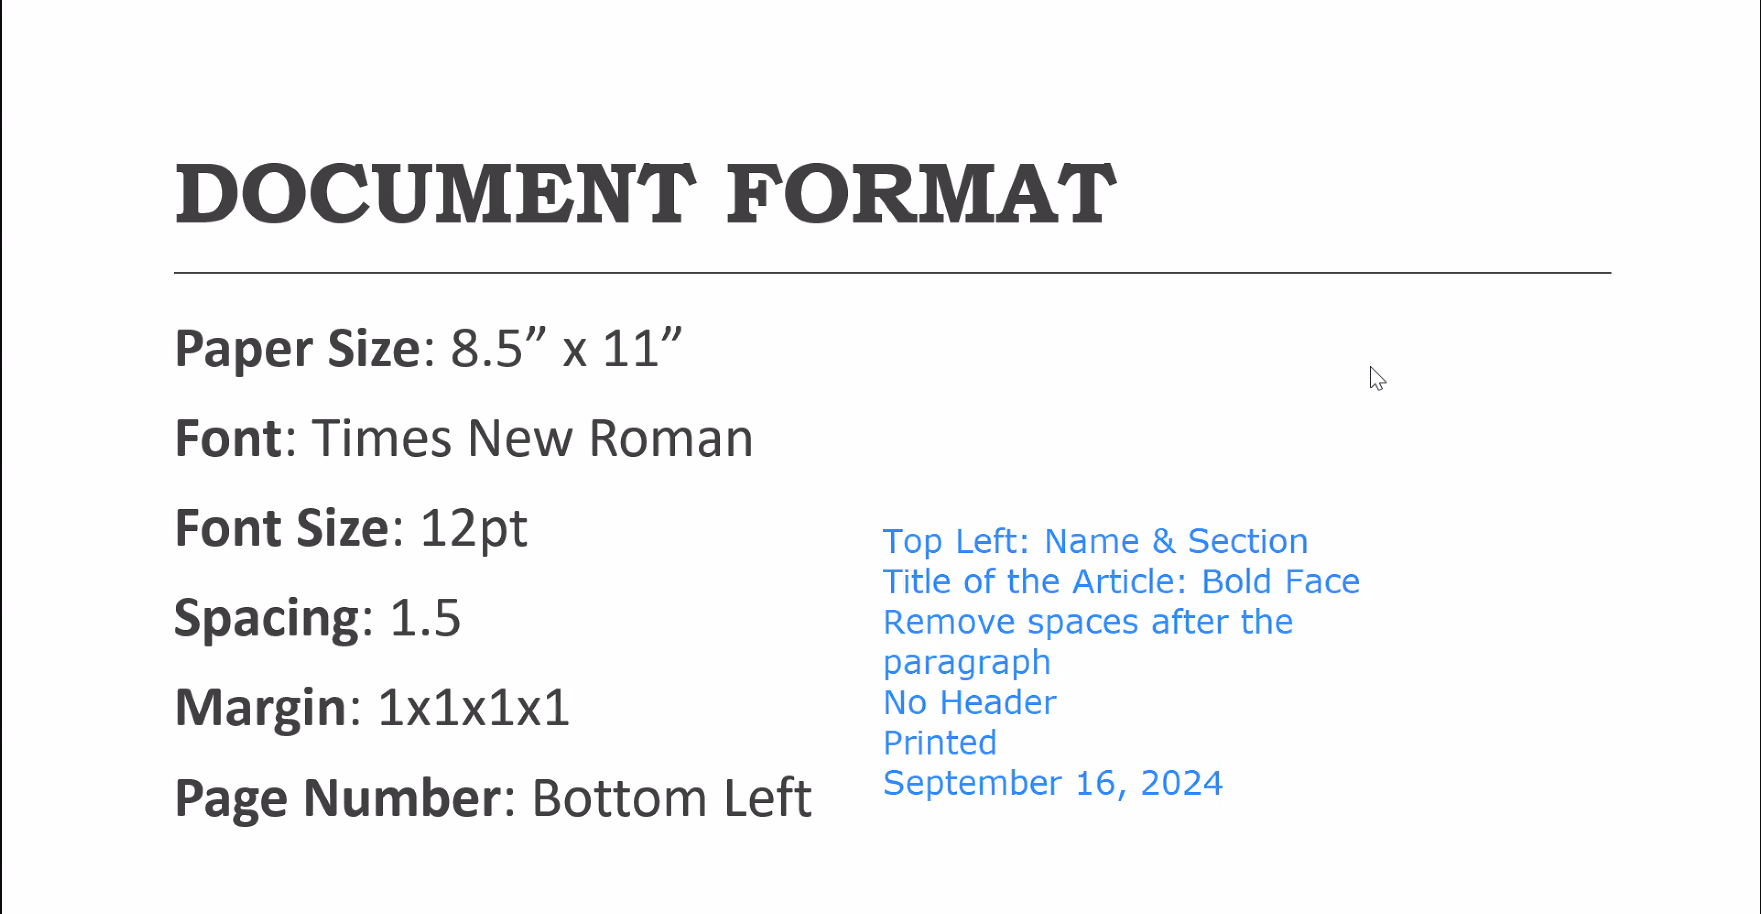 DOCUMENT FORMAT
Paper Size: 8.5” x 11”
Font: Times New Roman
Font Size: 12pt
Spacing: 1.5
Margin: 1x1x1x1
Page Number: Bottom Left
Top Left: Name & Section
Title of the Article: Bold Face
Remove spaces after the
paragraph
No Header
Printed
September 16, 2024